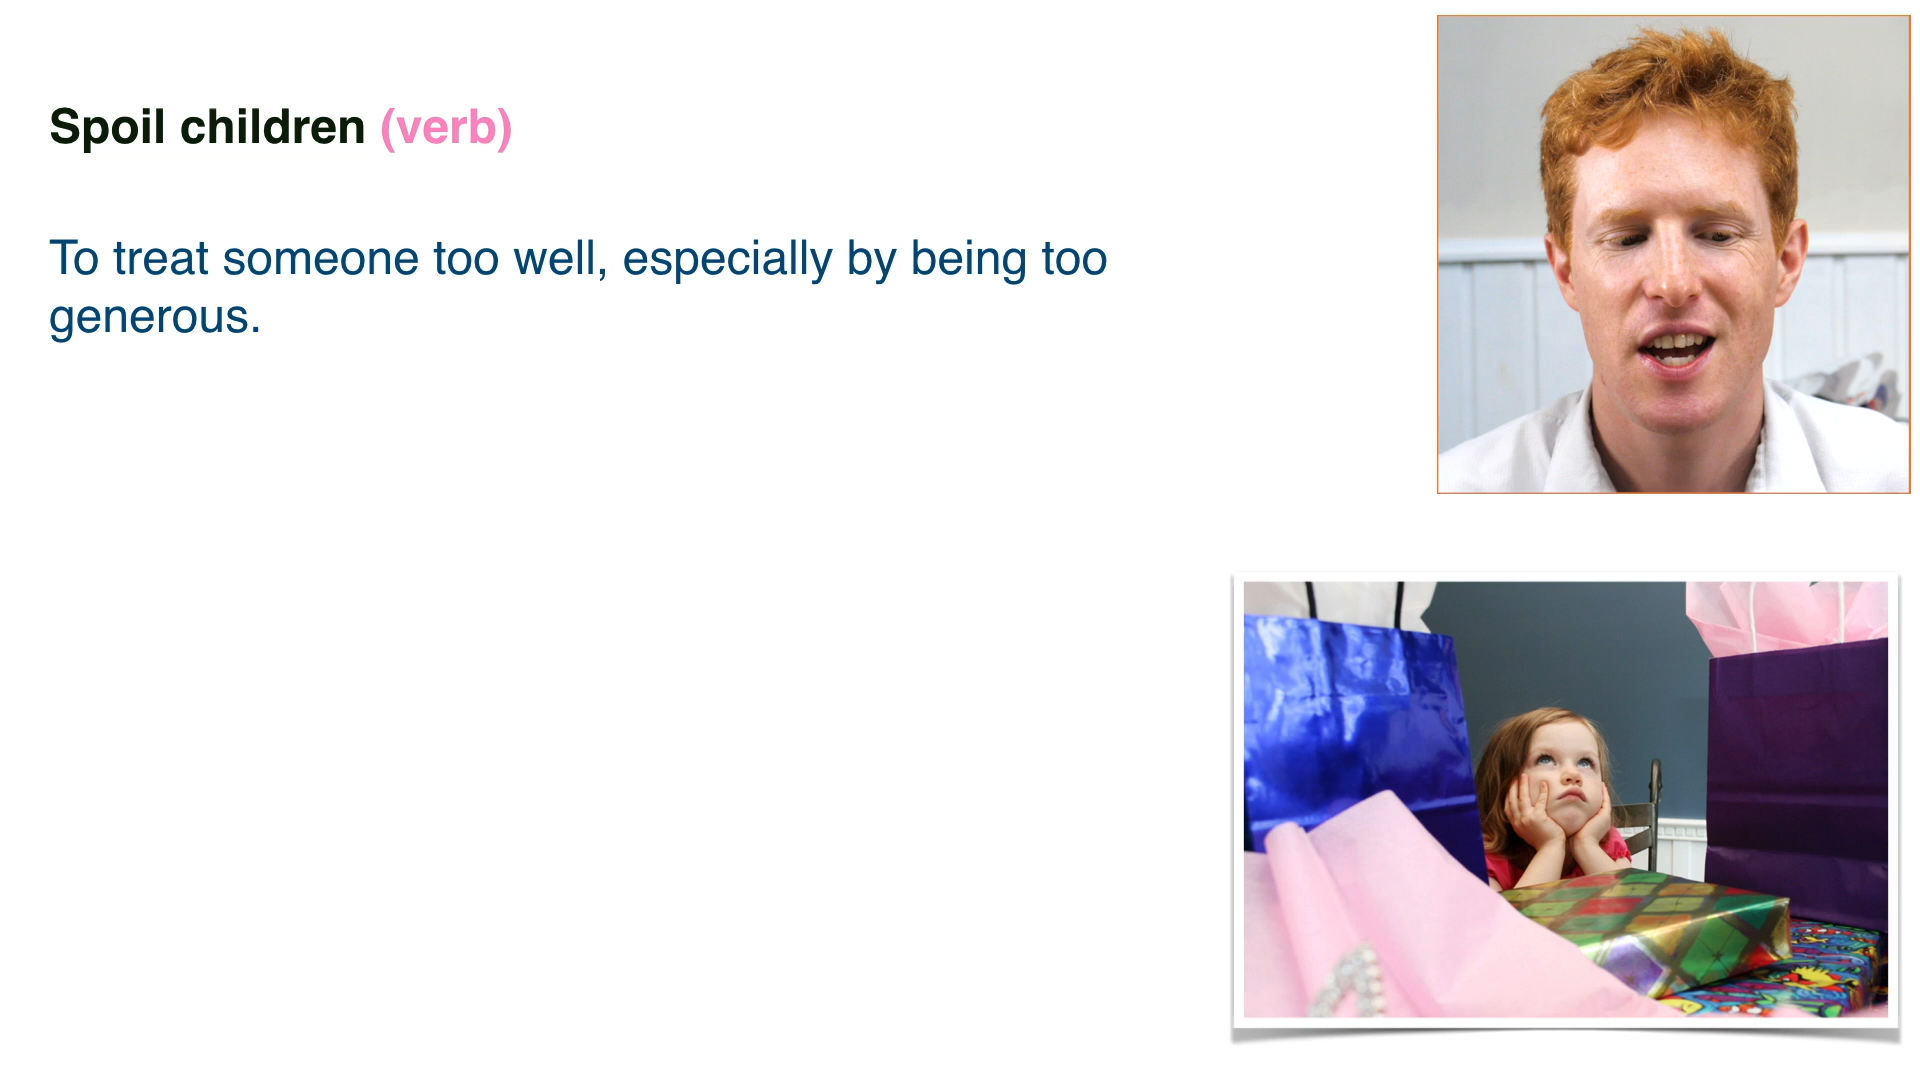 Spoil children (verb)
To treat someone too well, especially by being too
generous.